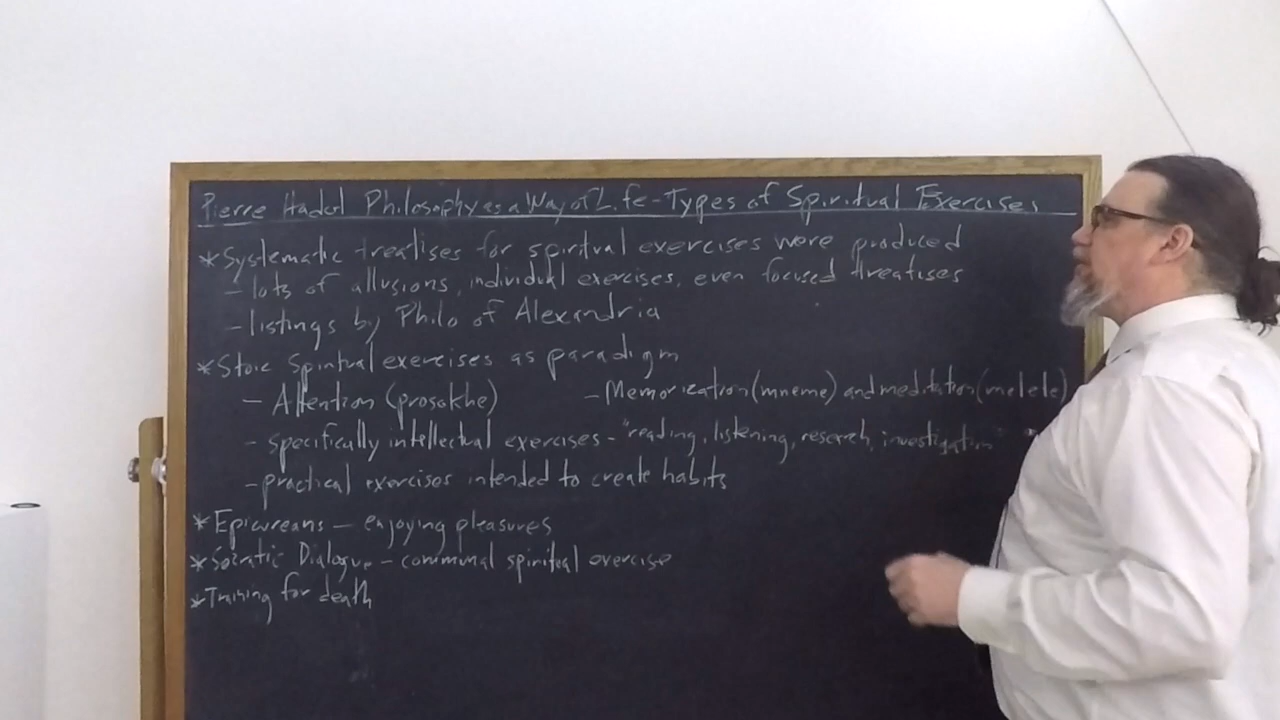 Pierre Hadot Philosophy as a Way of Life - Types of Spiritual Exercises
* Systematic treatises for spiritual exercises were produced
- lots of allusions, individual exercises, even focused threatises
- listings by Philo of Alexandria
* Stoic Spiritual exercises as paradigm
- Attention (prosokhe) - Memorization (mneme) and meditation (melete)
- specifically intellectual exercises - "reading, listening, research, investigation"
- practical exercises intended to create habits
* Epicureans - enjoying pleasures
* Socratic Dialogue - communal spiritual exercise
* Training for death